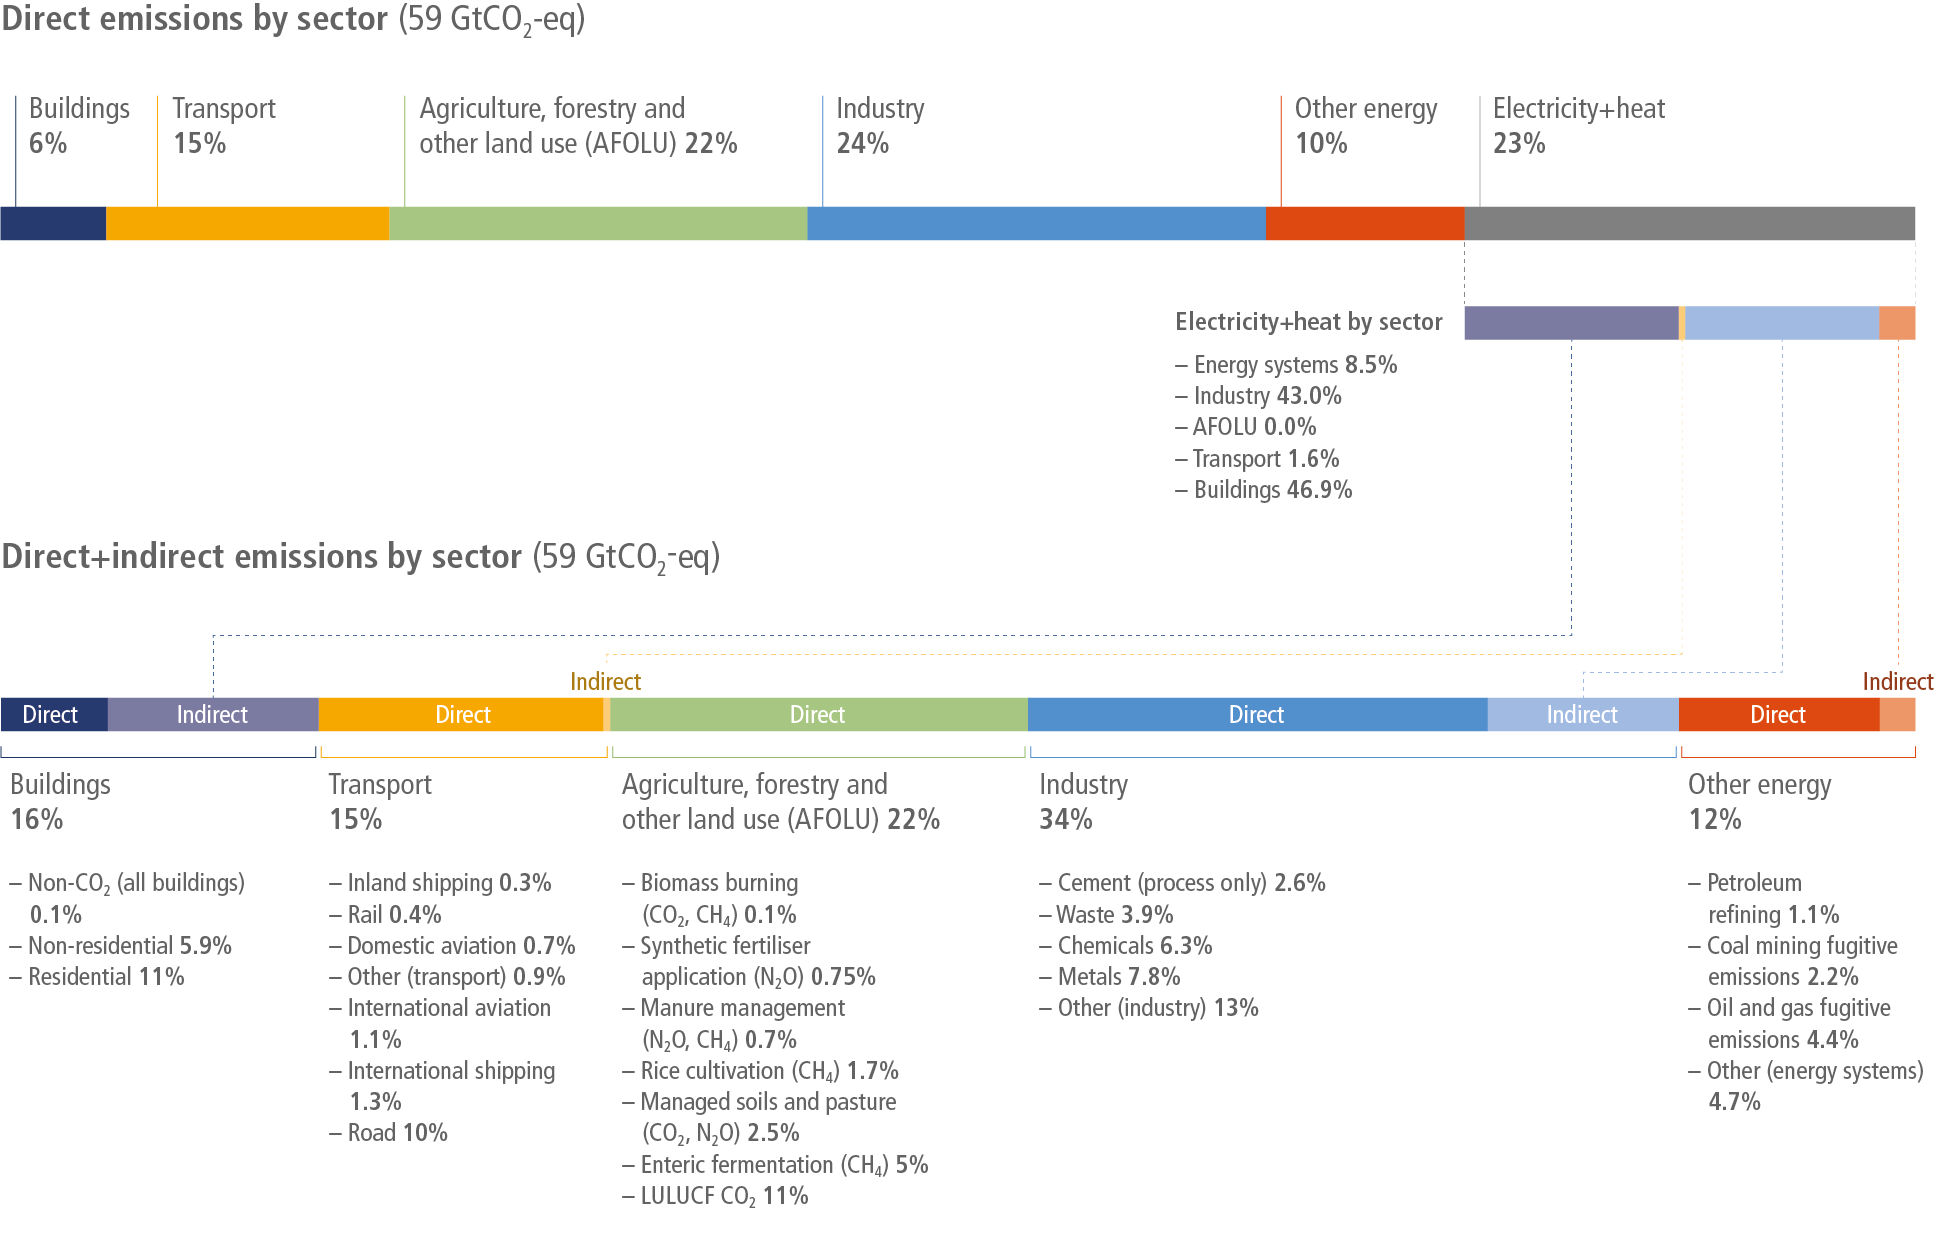 Direct emissions by sector (59 GtCO2-eq)
Buildings
6%
Transport
15%
Agriculture, forestry and
other land use (AFOLU) 22%
Industry
24%
Other energy
10%
Electricity+heat
23%
Electricity+heat by sector
– Energy systems 8.5%
– Industry 43.0%
– AFOLU 0.0%
– Transport 1.6%
– Buildings 46.9%
Direct+indirect emissions by sector (59 GtCO2-eq)
Indirect
Indirect
Direct
Indirect
Direct
Direct
Direct
Indirect
Direct
Buildings
16%
– Non-CO2 (all buildings)
0.1%
– Non-residential 5.9%
– Residential 11%
Transport
15%
– Inland shipping 0.3%
– Rail 0.4%
– Domestic aviation 0.7%
– Other (transport) 0.9%
– International aviation
1.1%
– International shipping
1.3%
– Road 10%
Agriculture, forestry and
other land use (AFOLU) 22%
– Biomass burning
(CO2, CH4) 0.1%
– Synthetic fertiliser
application (N2O) 0.75%
– Manure management
(N2O, CH4) 0.7%
– Rice cultivation (CH4) 1.7%
– Managed soils and pasture
(CO2, N2O) 2.5%
– Enteric fermentation (CH4) 5%
– LULUCF CO2 11%
Industry
34%
– Cement (process only) 2.6%
– Waste 3.9%
– Chemicals 6.3%
– Metals 7.8%
– Other (industry) 13%
Other energy
12%
– Petroleum
refining 1.1%
– Coal mining fugitive
emissions 2.2%
– Oil and gas fugitive
emissions 4.4%
– Other (energy systems)
4.7%